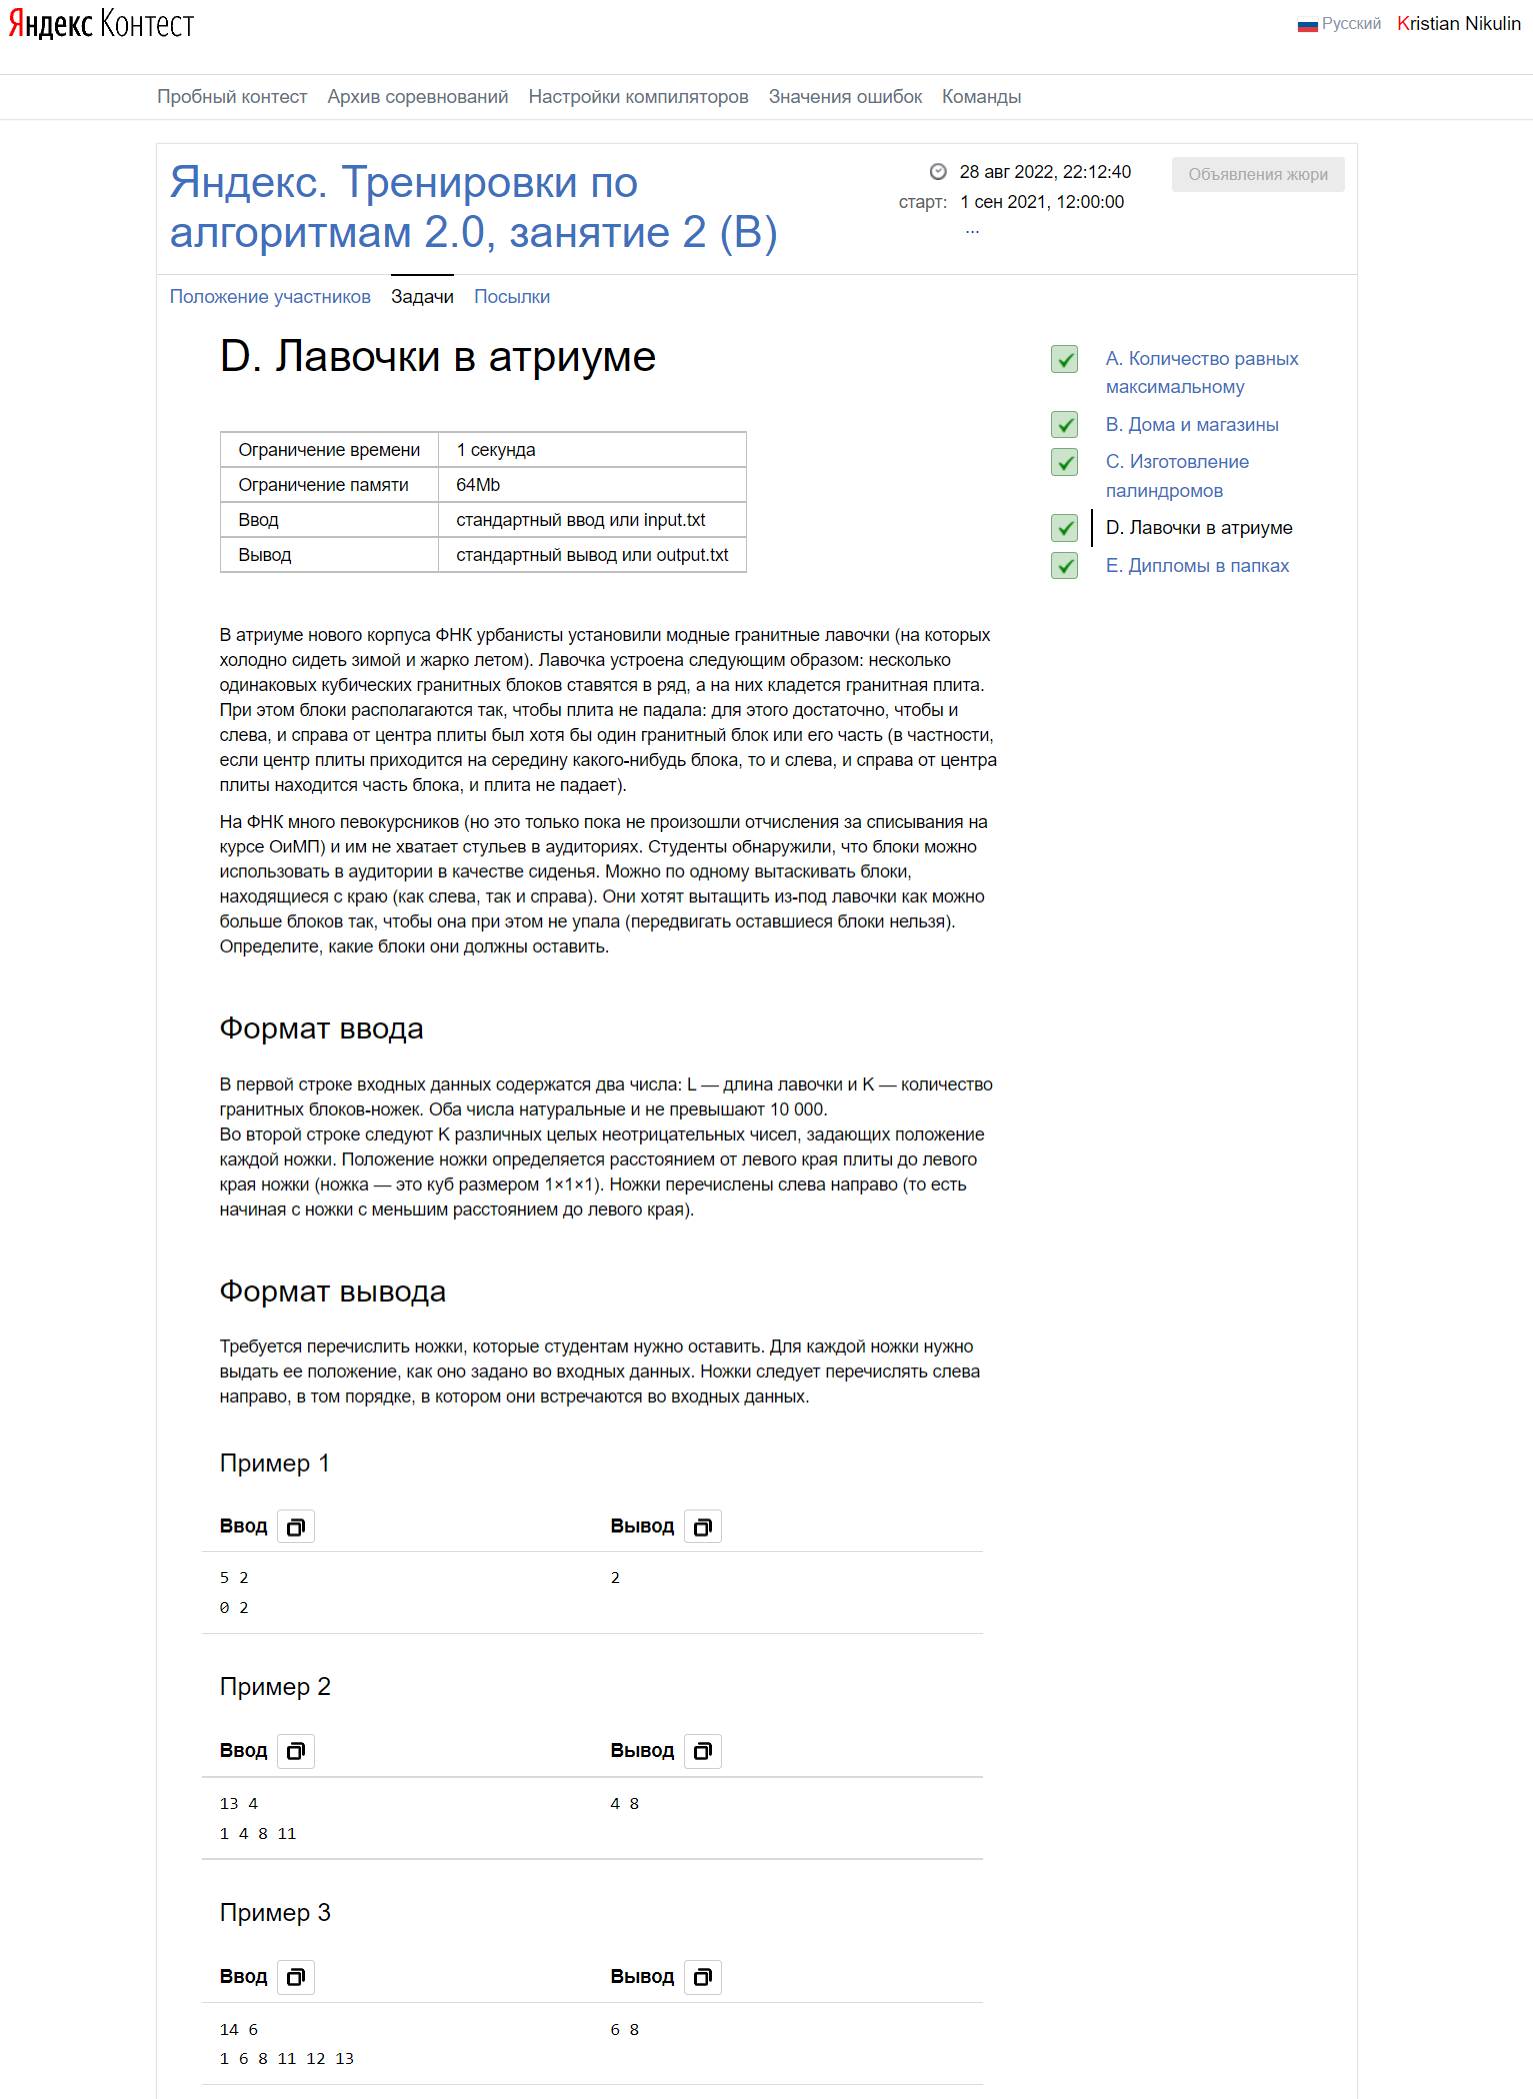 Яндекс Контест
Русский Kristian Nikulin
Пробный контест Архив соревнований Настройки компиляторов Значения ошибок Команды
Яндекс. Тренировки по
алгоритмам 2.0, занятие 2 (B)
28 авг 2022, 22:12:40
старт: 1 сен 2021, 12:00:00
...
Объявления жюри
Положение участников Задачи Посылки
D. Лавочки в атриуме
Ограничение времени 1 секунда
Ограничение памяти 64Mb
Ввод стандартный ввод или input.txt
Вывод стандартный вывод или output.txt
A. Количество равных
максимальному
B. Дома и магазины
C. Изготовление
палиндромов
D. Лавочки в атриуме
E. Дипломы в папках
В атриуме нового корпуса ФНК урбанисты установили модные гранитные лавочки (на которых
холодно сидеть зимой и жарко летом). Лавочка устроена следующим образом: несколько
одинаковых кубических гранитных блоков ставятся в ряд, а на них кладется гранитная плита.
При этом блоки располагаются так, чтобы плита не падала: для этого достаточно, чтобы и
слева, и справа от центра плиты был хотя бы один гранитный блок или его часть (в частности,
если центр плиты приходится на середину какого-нибудь блока, то и слева, и справа от центра
плиты находится часть блока, и плита не падает).
На ФНК много певокурсников (но это только пока не произошли отчисления за списывания на
курсе ОиМП) и им не хватает стульев в аудиториях. Студенты обнаружили, что блоки можно
использовать в аудитории в качестве сиденья. Можно по одному вытаскивать блоки,
находящиеся с краю (как слева, так и справа). Они хотят вытащить из-под лавочки как можно
больше блоков так, чтобы она при этом не упала (передвигать оставшиеся блоки нельзя).
Определите, какие блоки они должны оставить.
Формат ввода
В первой строке входных данных содержатся два числа: L — длина лавочки и K — количество
гранитных блоков-ножек. Оба числа натуральные и не превышают 10 000.
Во второй строке следуют K различных целых неотрицательных чисел, задающих положение
каждой ножки. Положение ножки определяется расстоянием от левого края плиты до левого
края ножки (ножка — это куб размером 1×1×1). Ножки перечислены слева направо (то есть
начиная с ножки с меньшим расстоянием до левого края).
Формат вывода
Требуется перечислить ножки, которые студентам нужно оставить. Для каждой ножки нужно
выдать ее положение, как оно задано во входных данных. Ножки следует перечислять слева
направо, в том порядке, в котором они встречаются во входных данных.
Пример 1
Ввод Вывод
5 2 2
0 2
Пример 2
Ввод Вывод
13 4 4 8
1 4 8 11
Пример 3
Ввод Вывод
14 6 6 8
1 6 8 11 12 13